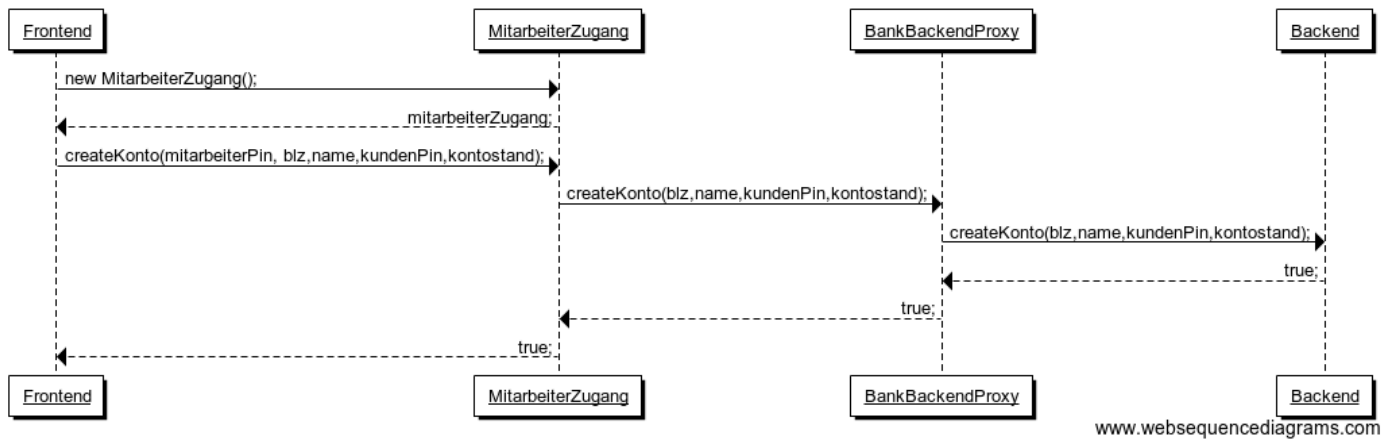 Frontend MitarbeiterZugang BankBackendProxy Backend
new MitarbeiterZugang();
mitarbeiterZugang;
createKonto(mitarbeiterPin, blz,name,kundenPin,kontostand);
createKonto(blz,name,kundenPin,kontostand);
createKonto(blz,name,kundenPin,kontostand);
true;
true;
true;
Frontend MitarbeiterZugang BankBackendProxy Backend
www.websequencediagrams.com